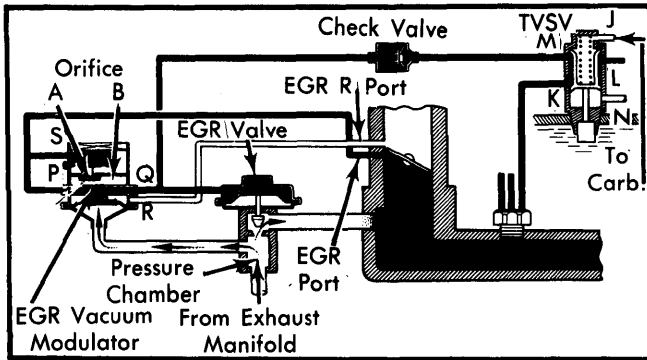 Check Valve
TVSV
J
M
Orifice
A
B
EGR R Port
L
S
EGR Valve
K
N
P
Q
To
Carb.
R
EGR
Port
Pressure
Chamber
EGR Vacuum
Modulator
From Exhaust
Manifold